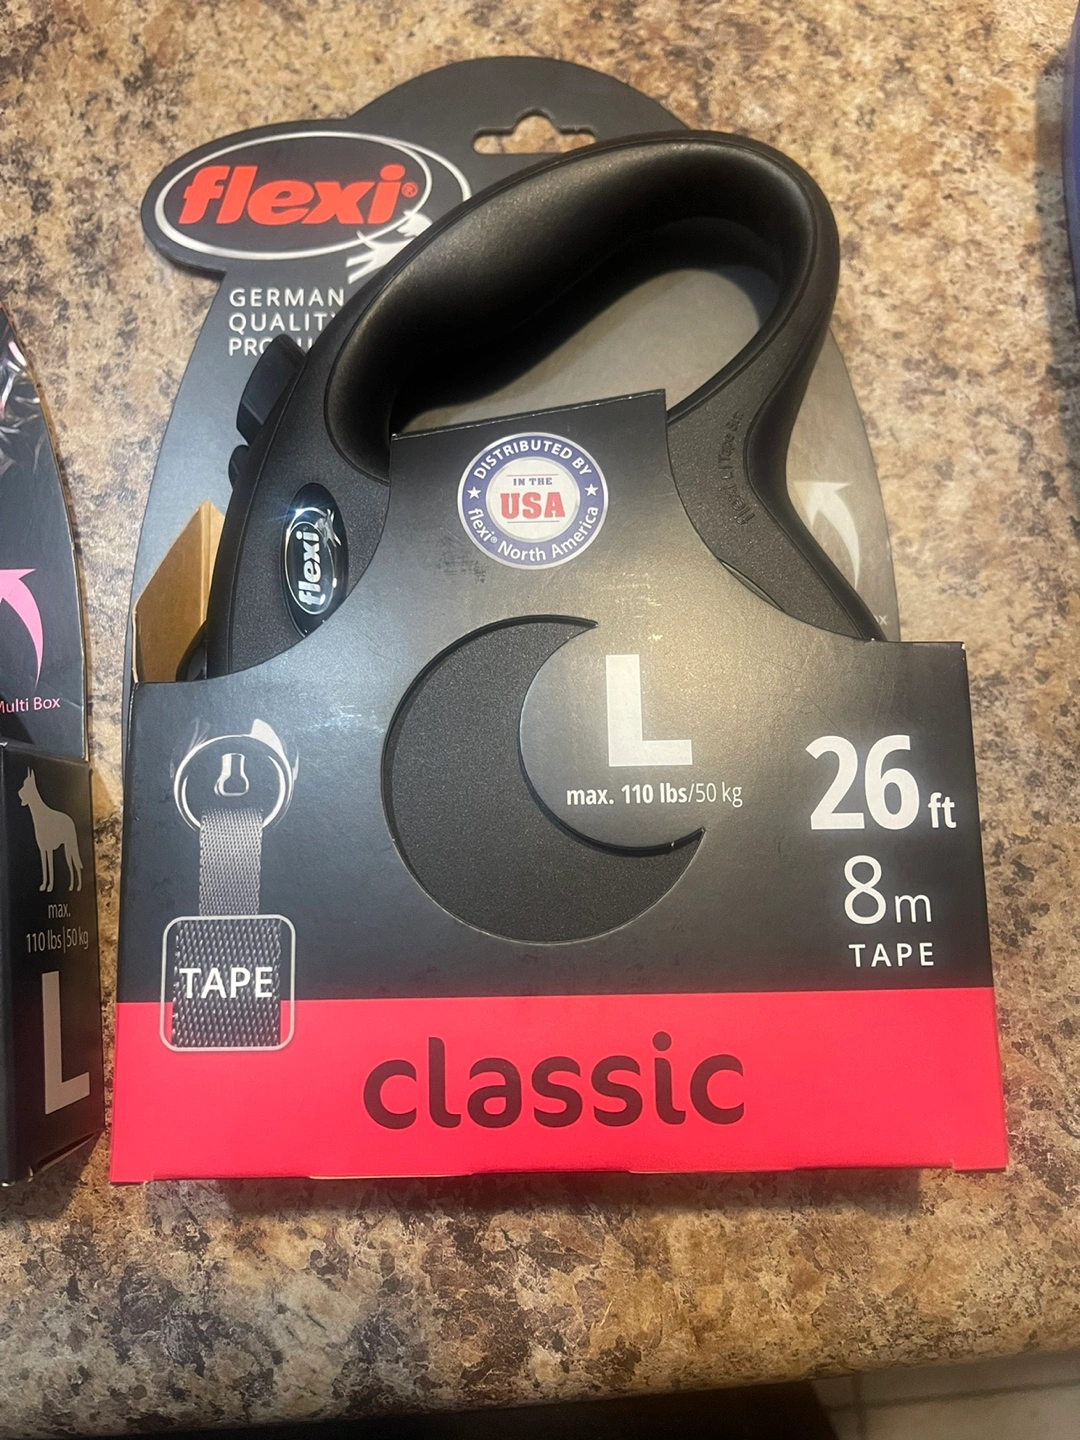 flexi®
GERMAN
QUALITY
DISTRIBUTED BY
IN THE
USA
flexi® North America
flexi
L
max. 110 lbs/50 kg
26 ft
8m
TAPE
TAPE
classic
Multi Box
max.
110 lbs|50 kg
L